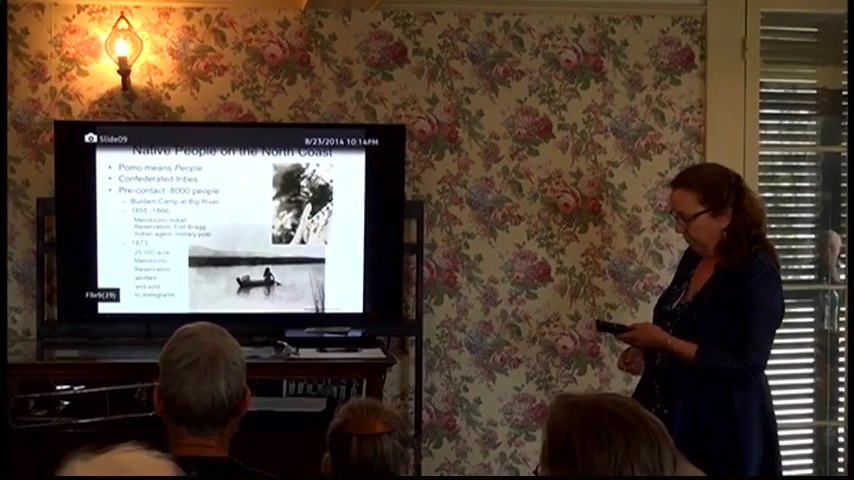 Slide09
8/23/2014 10:14PM
Native People on the North Coast
• Pomo means People
• Confederated tribes
• Pre-contact 8000 people
– Buldam Camp at Big River
– 1855 -1866
Mendocino Indian
Reservation, Fort Bragg
Indian agent, military post
– 1873
25,000 acre
Mendocino
Reservation
allotted
and sold
to immigrants
File9(29)